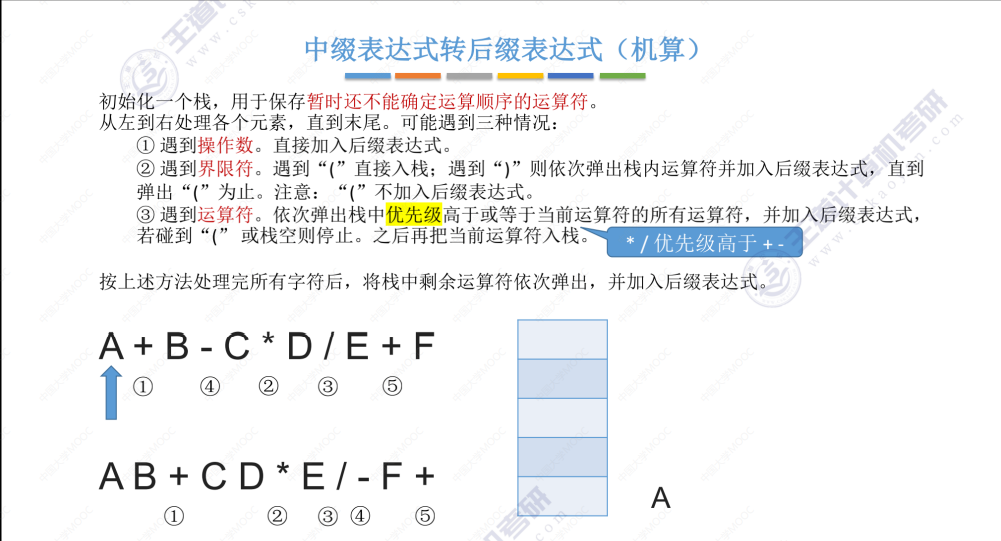 中缀表达式转后缀表达式（机算）
初始化一个栈，用于保存暂时还不能确定运算顺序的运算符。
从左到右处理各个元素，直到末尾。可能遇到三种情况：
① 遇到操作数。直接加入后缀表达式。
② 遇到界限符。遇到“(”直接入栈；遇到“)”则依次弹出栈内运算符并加入后缀表达式，直到
弹出“(”为止。注意：“(”不加入后缀表达式。
③ 遇到运算符。依次弹出栈中优先级高于或等于当前运算符的所有运算符，并加入后缀表达式，
若碰到“(” 或栈空则停止。之后再把当前运算符入栈。
* / 优先级高于 + -
按上述方法处理完所有字符后，将栈中剩余运算符依次弹出，并加入后缀表达式。
A + B - C * D / E + F
① ④ ② ③ ⑤
A B + C D * E / - F +
① ② ③ ④ ⑤
A
王道计算机考研